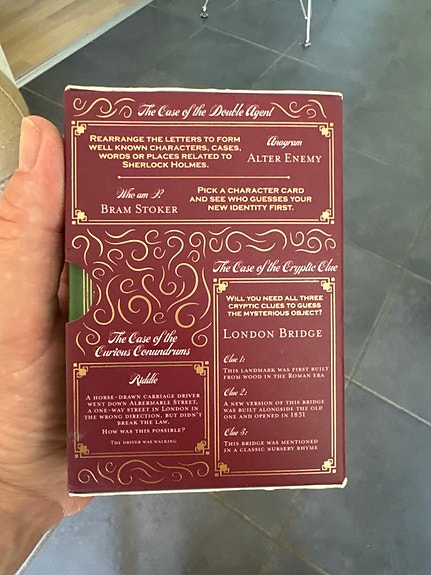 The Case of the Double Agent
Rearrange the letters to form
well known characters, cases,
words or places related to
Sherlock Holmes.
Anagram
Alter Enemy
Who am I?
Bram Stoker
Pick a character card
and see who guesses your
new identity first.
The Case of the Cryptic Clue
Will you need all three
cryptic clues to guess
the mysterious object?
London Bridge
Clue 1:
This landmark was first built
from wood in the Roman era
Clue 2:
A new version of this bridge
was built alongside the old
one and opened in 1831
Clue 3:
This bridge was mentioned
in a classic nursery rhyme
The Case of the
Curious Conundrums
Riddle
A horse-drawn carriage driver
went down Albermarle Street,
a one-way street in London in
the wrong direction, but didn't
break the law.
How was this possible?
The driver was walking.